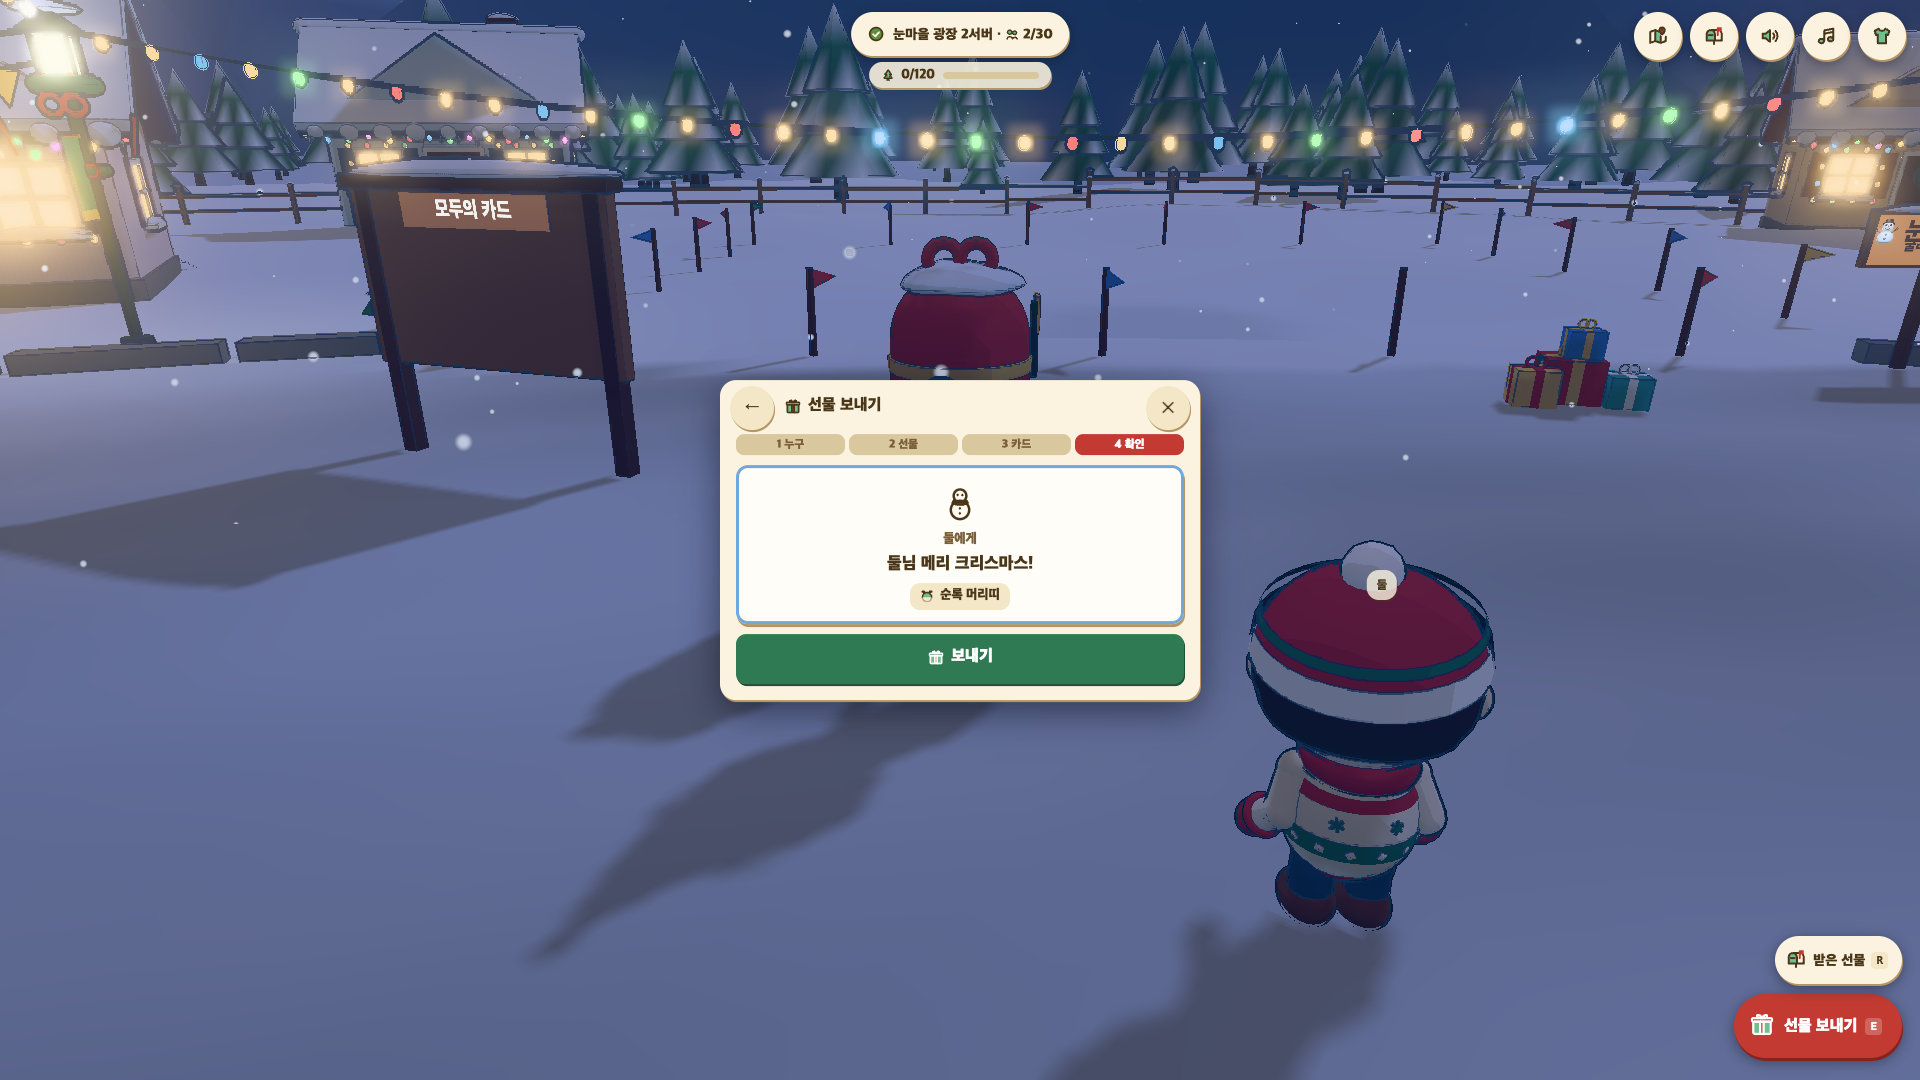 눈마을 광장 2서버 · 2/30
0/120
모두의 카드
선물 보내기
1 누구
2 선물
3 카드
4 확인
둘에게
둘님 메리 크리스마스!
순록 머리띠
보내기
둘
받은 선물 R
선물 보내기 E